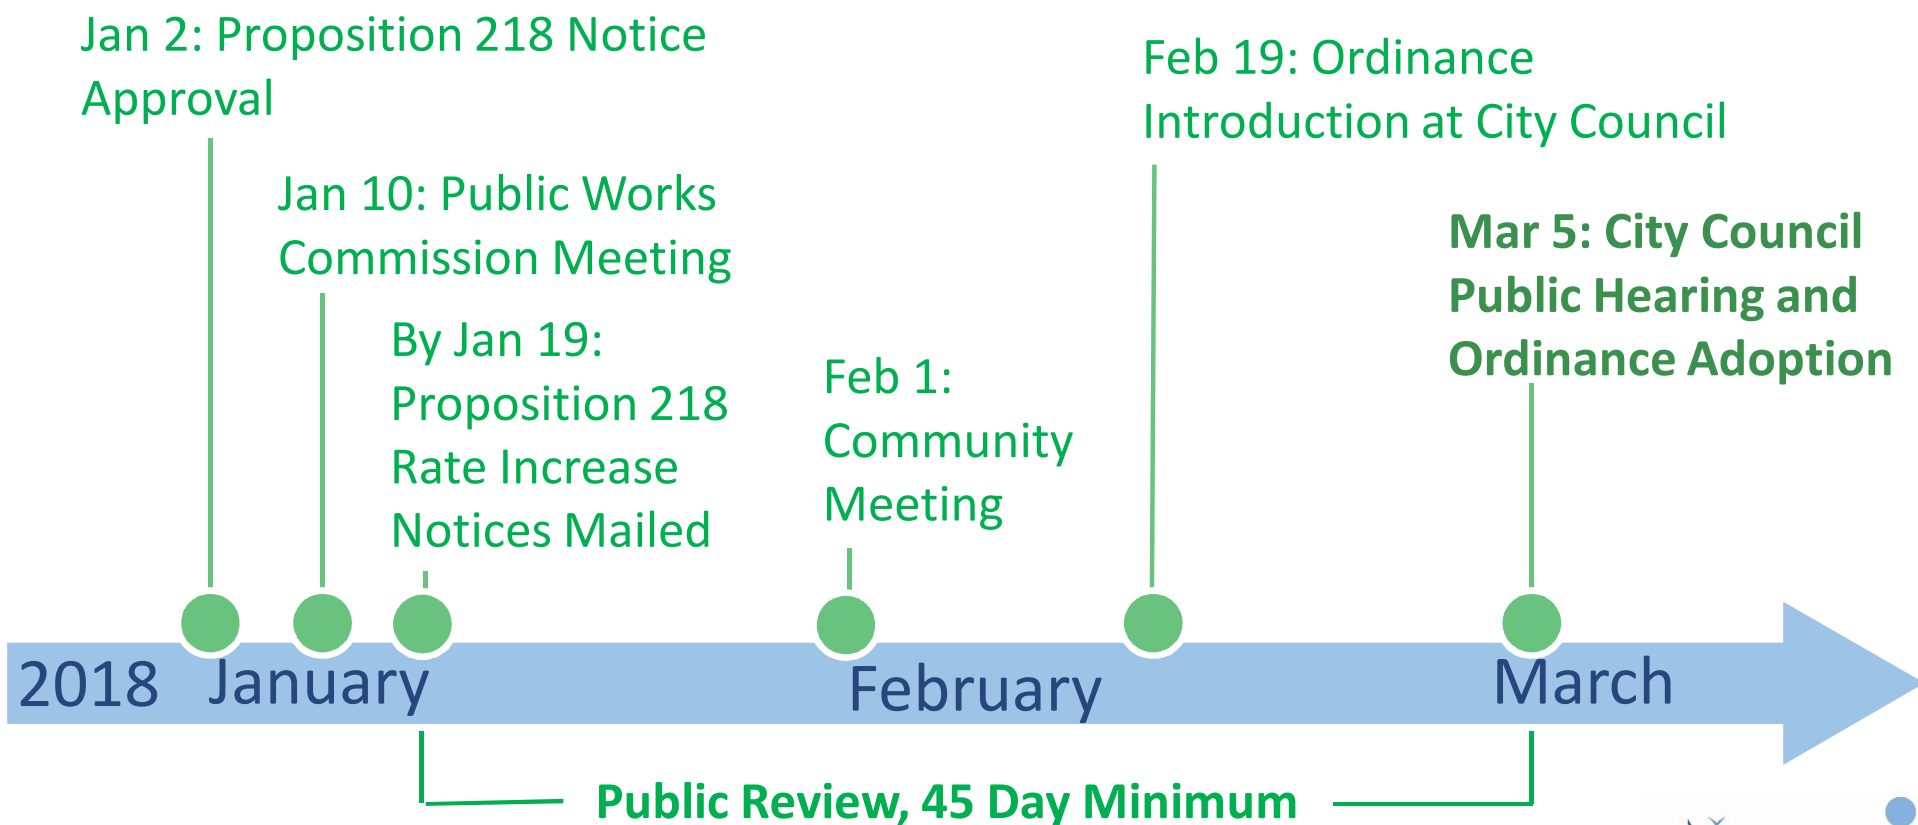 Jan 2: Proposition 218 Notice
Approval
Jan 10: Public Works
Commission Meeting
By Jan 19:
Proposition 218
Rate Increase
Notices Mailed
Feb 1:
Community
Meeting
Feb 19: Ordinance
Introduction at City Council
Mar 5: City Council
Public Hearing and
Ordinance Adoption
2018 January February March
Public Review, 45 Day Minimum